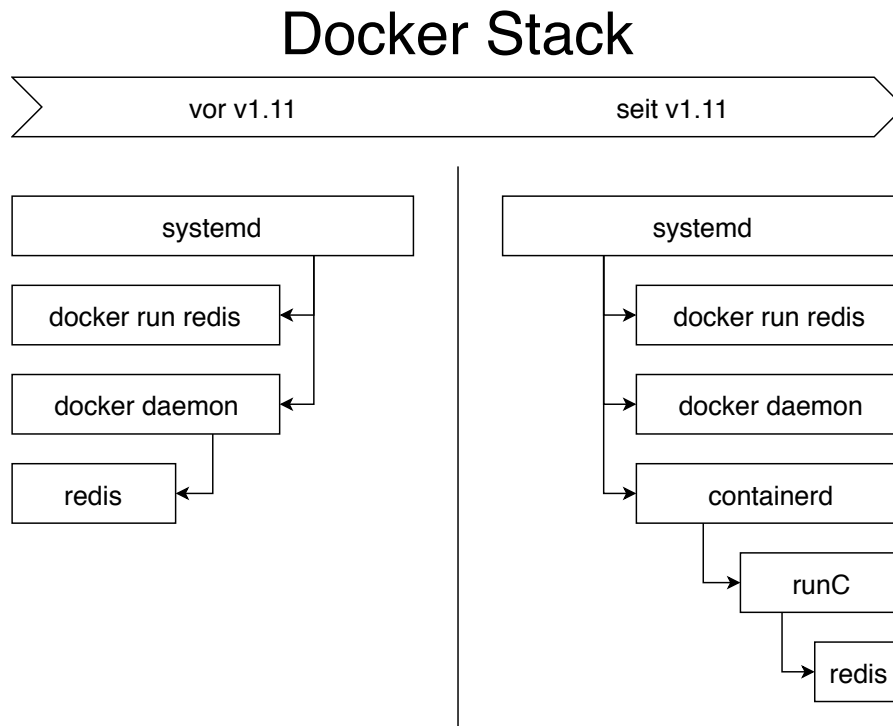 Docker Stack
vor v1.11
seit v1.11
systemd
docker run redis
docker daemon
redis
systemd
docker run redis
docker daemon
containerd
runC
redis